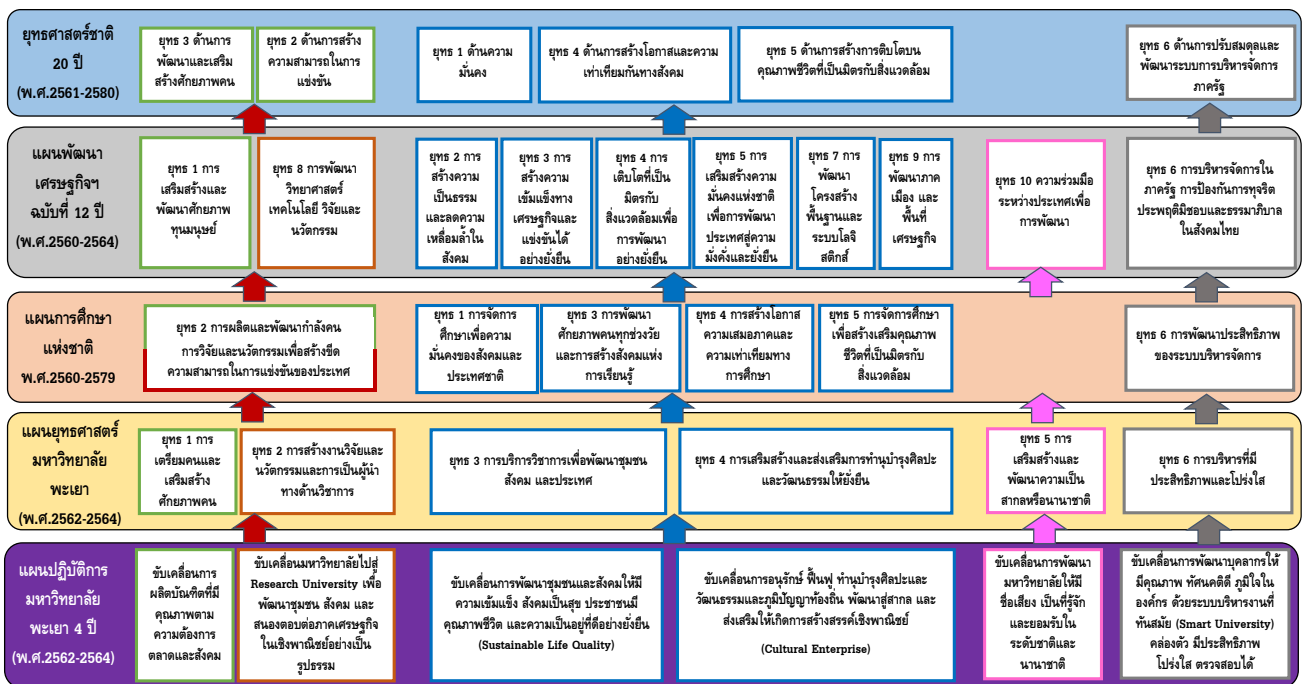 ยุทธศาสตร์ชาติ
20 ปี
(พ.ศ.2561-2580)
ยุทธ 3 ด้านการ
พัฒนาและเสริม
สร้างศักยภาพคน
ยุทธ 2 ด้านการสร้าง
ความสามารถในการ
แข่งขัน
ยุทธ 1 ด้านความ
มั่นคง
ยุทธ 4 ด้านการสร้างโอกาสและความ
เท่าเทียมกันทางสังคม
ยุทธ 5 ด้านการสร้างการติบโตบน
คุณภาพชีวิตที่เป็นมิตรกับสิ่งแวดล้อม
ยุทธ 6 ด้านการปรับสมดุลและ
พัฒนาระบบการบริหารจัดการ
ภาครัฐ
แผนพัฒนา
เศรษฐกิจฯ
ฉบับที่ 12 ปี
(พ.ศ.2560-2564)
ยุทธ 1 การ
เสริมสร้างและ
พัฒนาศักยภาพ
ทุนมนุษย์
ยุทธ 8 การพัฒนา
วิทยาศาสตร์
เทคโนโลยี วิจัยและ
นวัตกรรม
ยุทธ 2 การ
สร้างความ
เป็นธรรม
และลดความ
เหลื่อมล้ำใน
สังคม
ยุทธ 3 การ
สร้างความ
เข้มแข็งทาง
เศรษฐกิจและ
แข่งขันได้
อย่างยั่งยืน
ยุทธ 4 การ
เติบโตที่เป็น
มิตรกับ
สิ่งแวดล้อมเพื่อ
การพัฒนา
อย่างยั่งยืน
ยุทธ 5 การ
เสริมสร้างความ
มั่นคงแห่งชาติ
เพื่อการพัฒนา
ประเทศสู่ความ
มั่งคั่งและยั่งยืน
ยุทธ 7 การ
พัฒนา
โครงสร้าง
พื้นฐานและ
ระบบโลจิ
สติกส์
ยุทธ 9 การ
พัฒนาภาค
เมือง และ
พื้นที่
เศรษฐกิจ
ยุทธ 10 ความร่วมมือ
ระหว่างประเทศเพื่อ
การพัฒนา
ยุทธ 6 การบริหารจัดการใน
ภาครัฐ การป้องกันการทุจริต
ประพฤติมิชอบและธรรมาภิบาล
ในสังคมไทย
แผนการศึกษา
แห่งชาติ
พ.ศ.2560-2579
ยุทธ 2 การผลิตและพัฒนากำลังคน
การวิจัยและนวัตกรรมเพื่อสร้างขีด
ความสามารถในการแข่งขันของประเทศ
ยุทธ 1 การจัดการ
ศึกษาเพื่อความ
มั่นคงของสังคมและ
ประเทศชาติ
ยุทธ 3 การพัฒนา
ศักยภาพคนทุกช่วงวัย
และการสร้างสังคมแห่ง
การเรียนรู้
ยุทธ 4 การสร้างโอกาส
ความเสมอภาคและ
ความเท่าเทียมทาง
การศึกษา
ยุทธ 5 การจัดการศึกษา
เพื่อสร้างเสริมคุณภาพ
ชีวิตที่เป็นมิตรกับ
สิ่งแวดล้อม
ยุทธ 6 การพัฒนาประสิทธิภาพ
ของระบบบริหารจัดการ
แผนยุทธศาสตร์
มหาวิทยาลัย
พะเยา
(พ.ศ.2562-2564)
ยุทธ 1 การ
เตรียมคนและ
เสริมสร้าง
ศักยภาพคน
ยุทธ 2 การสร้างงานวิจัยและ
นวัตกรรมและการเป็นผู้นำ
ทางด้านวิชาการ
ยุทธ 3 การบริการวิชาการเพื่อพัฒนาชุมชน
สังคม และประเทศ
ยุทธ 4 การเสริมสร้างและส่งเสริมการทำนุบำรุงศิลปะ
และวัฒนธรรมให้ยั่งยืน
ยุทธ 5 การ
เสริมสร้างและ
พัฒนาความเป็น
สากลหรือนานาชาติ
ยุทธ 6 การบริหารที่มี
ประสิทธิภาพและโปร่งใส
แผนปฏิบัติการ
มหาวิทยาลัย
พะเยา 4 ปี
(พ.ศ.2562-2564)
ขับเคลื่อนการ
ผลิตบัณฑิตที่มี
คุณภาพตาม
ความต้องการ
ตลาดและสังคม
ขับเคลื่อนมหาวิทยาลัยไปสู่
Research University เพื่อ
พัฒนาชุมชน สังคม และ
สนองตอบต่อภาคเศรษฐกิจ
ในเชิงพาณิชย์อย่างเป็น
รูปธรรม
ขับเคลื่อนการพัฒนาชุมชนและสังคมให้มี
ความเข้มแข็ง สังคมเป็นสุข ประชาชนมี
คุณภาพชีวิต และความเป็นอยู่ที่ดีอย่างยั่งยืน
(Sustainable Life Quality)
ขับเคลื่อนการอนุรักษ์ ฟื้นฟู ทำนุบำรุงศิลปะและ
วัฒนธรรมและภูมิปัญญาท้องถิ่น พัฒนาสู่สากล และ
ส่งเสริมให้เกิดการสร้างสรรค์เชิงพาณิชย์
(Cultural Enterprise)
ขับเคลื่อนการพัฒนา
มหาวิทยาลัยให้มี
ชื่อเสียง เป็นที่รู้จัก
และยอมรับใน
ระดับชาติและ
นานาชาติ
ขับเคลื่อนการพัฒนาบุคลากรให้
มีคุณภาพ ทัศนคติดี ภูมิใจใน
องค์กร ด้วยระบบบริหารงานที่
ทันสมัย (Smart University)
คล่องตัว มีประสิทธิภาพ
โปร่งใส ตรวจสอบได้